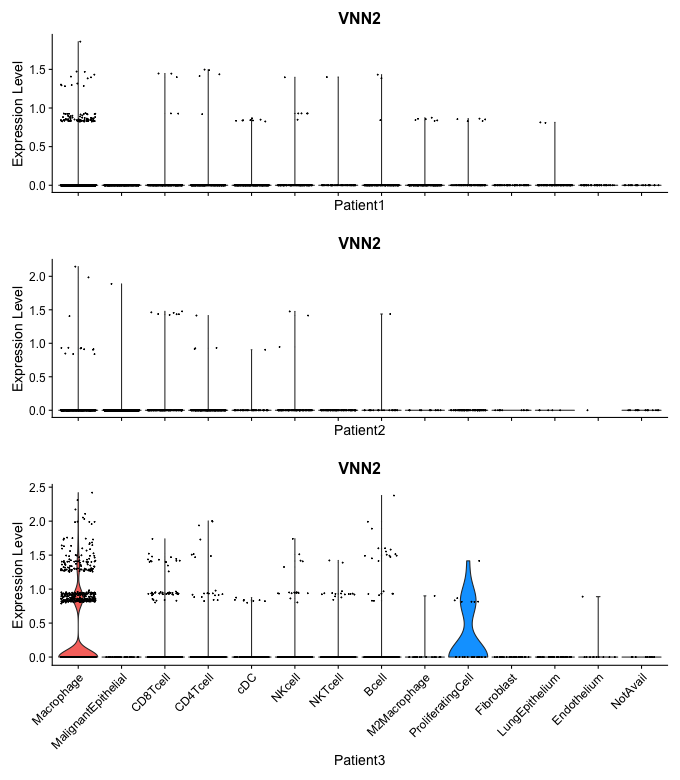 VNN2
Expression Level
1.5
1.0
0.5
0.0
Patient1
VNN2
Expression Level
2.0
1.5
1.0
0.5
0.0
Patient2
VNN2
Expression Level
2.5
2.0
1.5
1.0
0.5
0.0
Macrophage
MalignantEpithelial
CD8Tcell
CD4Tcell
cDC
NKcell
NKTcell
Bcell
M2Macrophage
ProliferatingCell
Fibroblast
LungEpithelium
Endothelium
NotAvail
Patient3